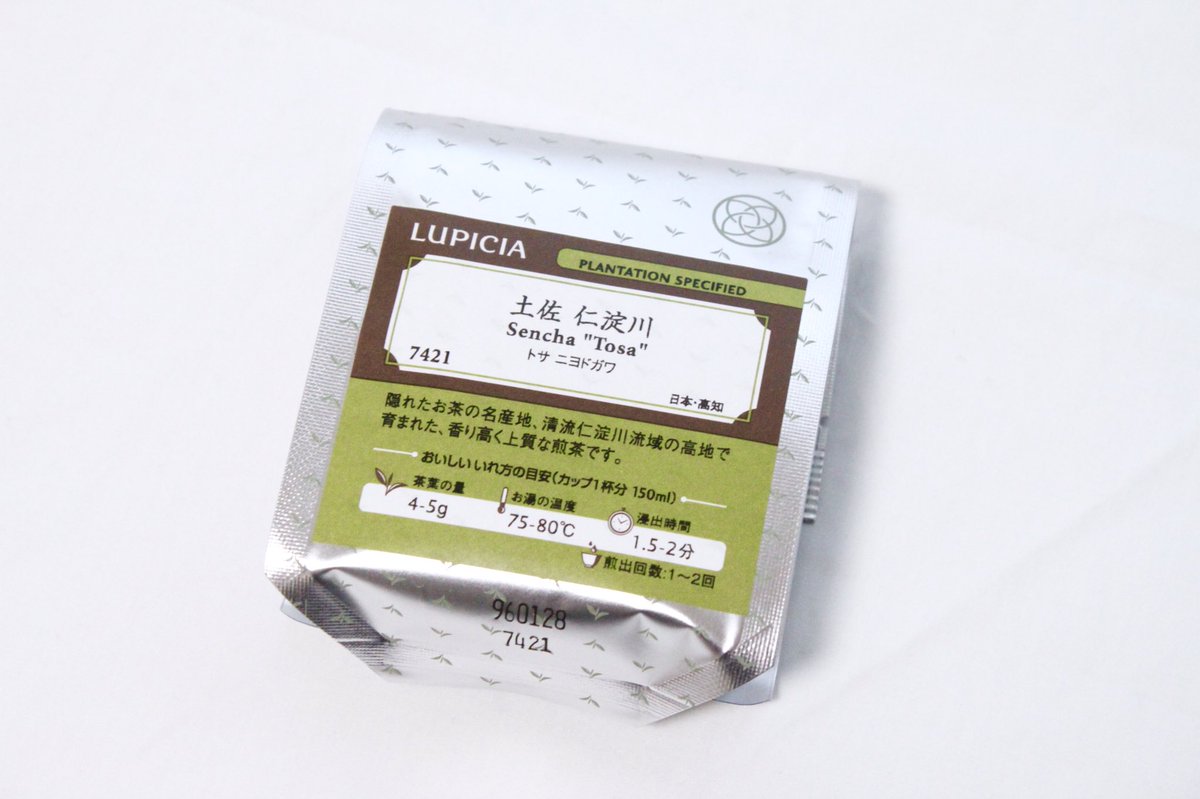 LUPICIA
PLANTATION SPECIFIED
土佐 仁淀川
Sencha "Tosa"
トサ ニヨドガワ
7421
日本・高知
隠れたお茶の名産地、清流仁淀川流域の高地で
育まれた、香り高く上質な煎茶です。
おいしいいれ方の目安(カップ1杯分 150ml)
茶葉の量
4-5g
お湯の温度
75-80℃
浸出時間
1.5-2分
煎出回数:1〜2回
960128
7421